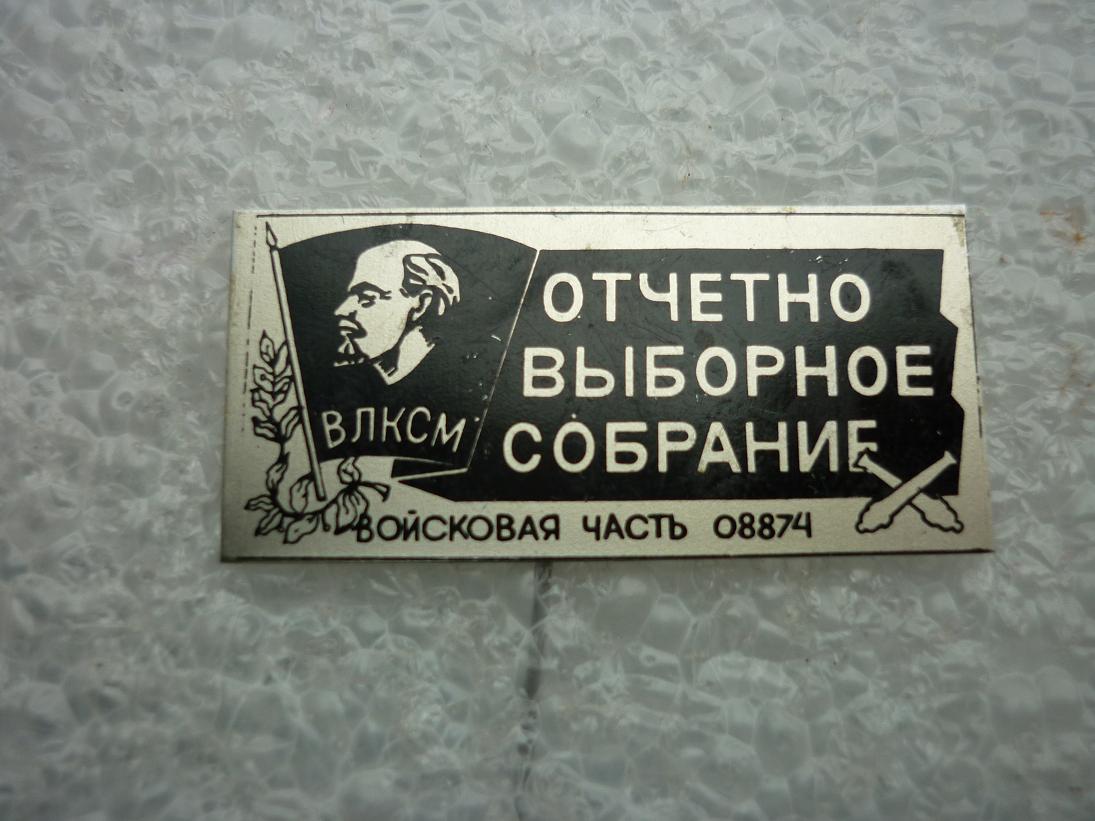 ВЛКСМ
ОТЧЕТНО
ВЫБОРНОЕ
СОБРАНИЕ
ВОЙСКОВАЯ ЧАСТЬ 08874